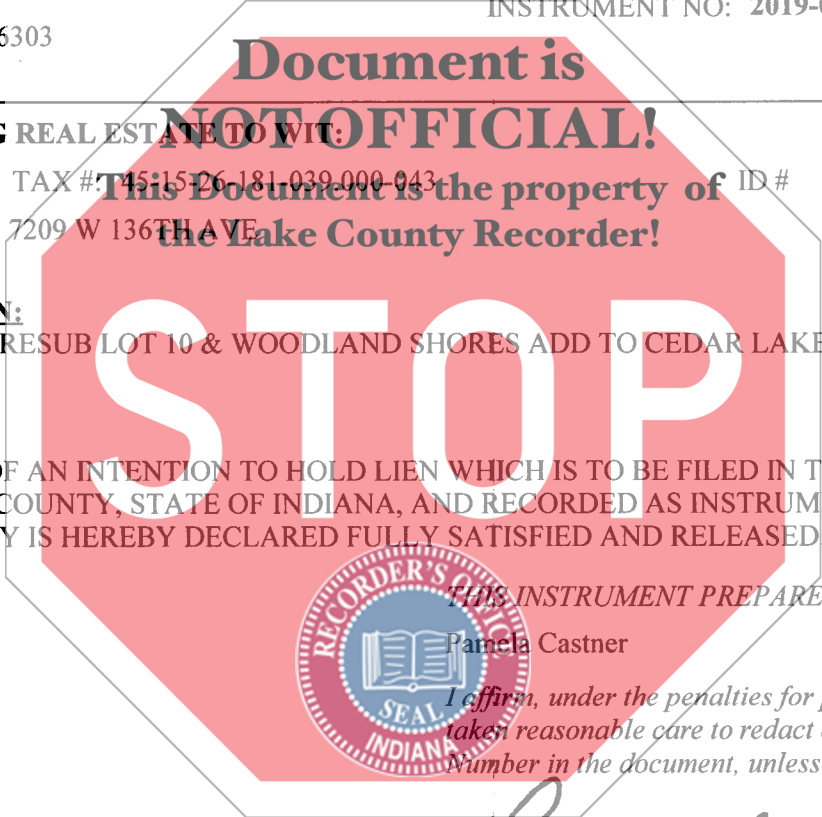 INSTRUMENT NO: 2019-0
6303
Document is
NOT OFFICIAL!
G REAL ESTATE TO WIT:
This Document is the property of
TAX #: 45-15-26-181-039.000-043 ID #
the Lake County Recorder!
7209 W 136TH AVE
N:
RESUB LOT 10 & WOODLAND SHORES ADD TO CEDAR LAKE
STOP
OF AN INTENTION TO HOLD LIEN WHICH IS TO BE FILED IN T
COUNTY, STATE OF INDIANA, AND RECORDED AS INSTRUM
Y IS HEREBY DECLARED FULLY SATISFIED AND RELEASED.
RECORDER'S OFFICE
SEAL
INDIANA
THIS INSTRUMENT PREPARE
Pamela Castner
I affirm, under the penalties for p
taken reasonable care to redact
Number in the document, unless